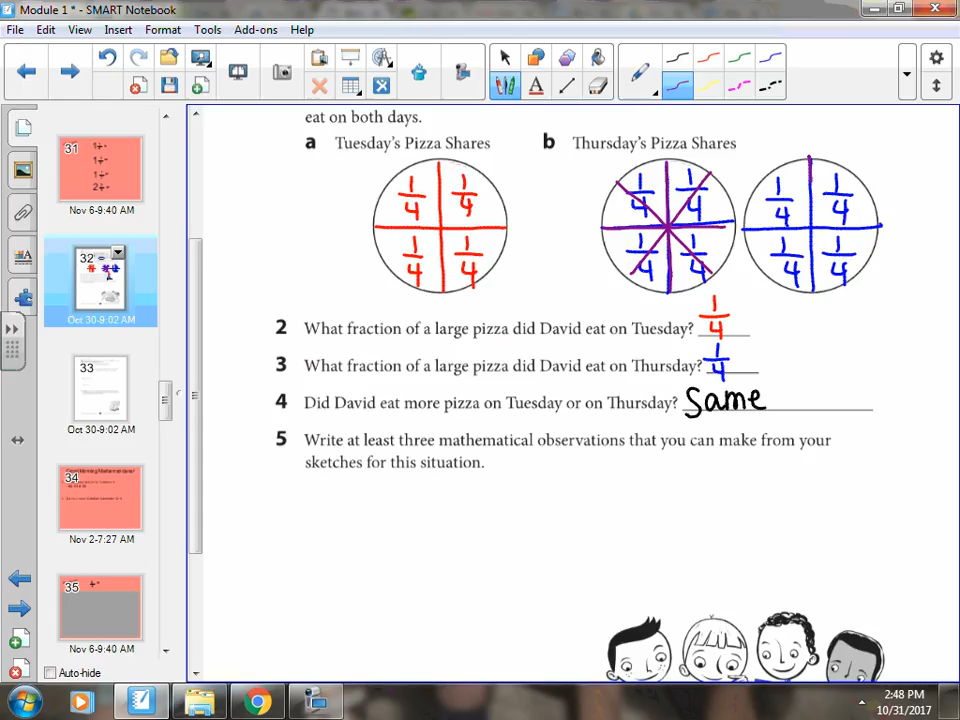 Module 1 * - SMART Notebook
File Edit View Insert Format Tools Add-ons Help
31
Nov 6-9:40 AM
32
Oct 30-9:02 AM
33
Oct 30-9:02 AM
34
Nov 2-7:27 AM
35
Nov 6-9:40 AM
Auto-hide
eat on both days.
a Tuesday's Pizza Shares b Thursday's Pizza Shares
1/4 1/4 1/4 1/4 1/4 1/4
1/4 1/4 1/4 1/4 1/4 1/4
2 What fraction of a large pizza did David eat on Tuesday? 1/4
3 What fraction of a large pizza did David eat on Thursday? 1/4
4 Did David eat more pizza on Tuesday or on Thursday? Same
5 Write at least three mathematical observations that you can make from your
sketches for this situation.
2:48 PM
10/31/2017